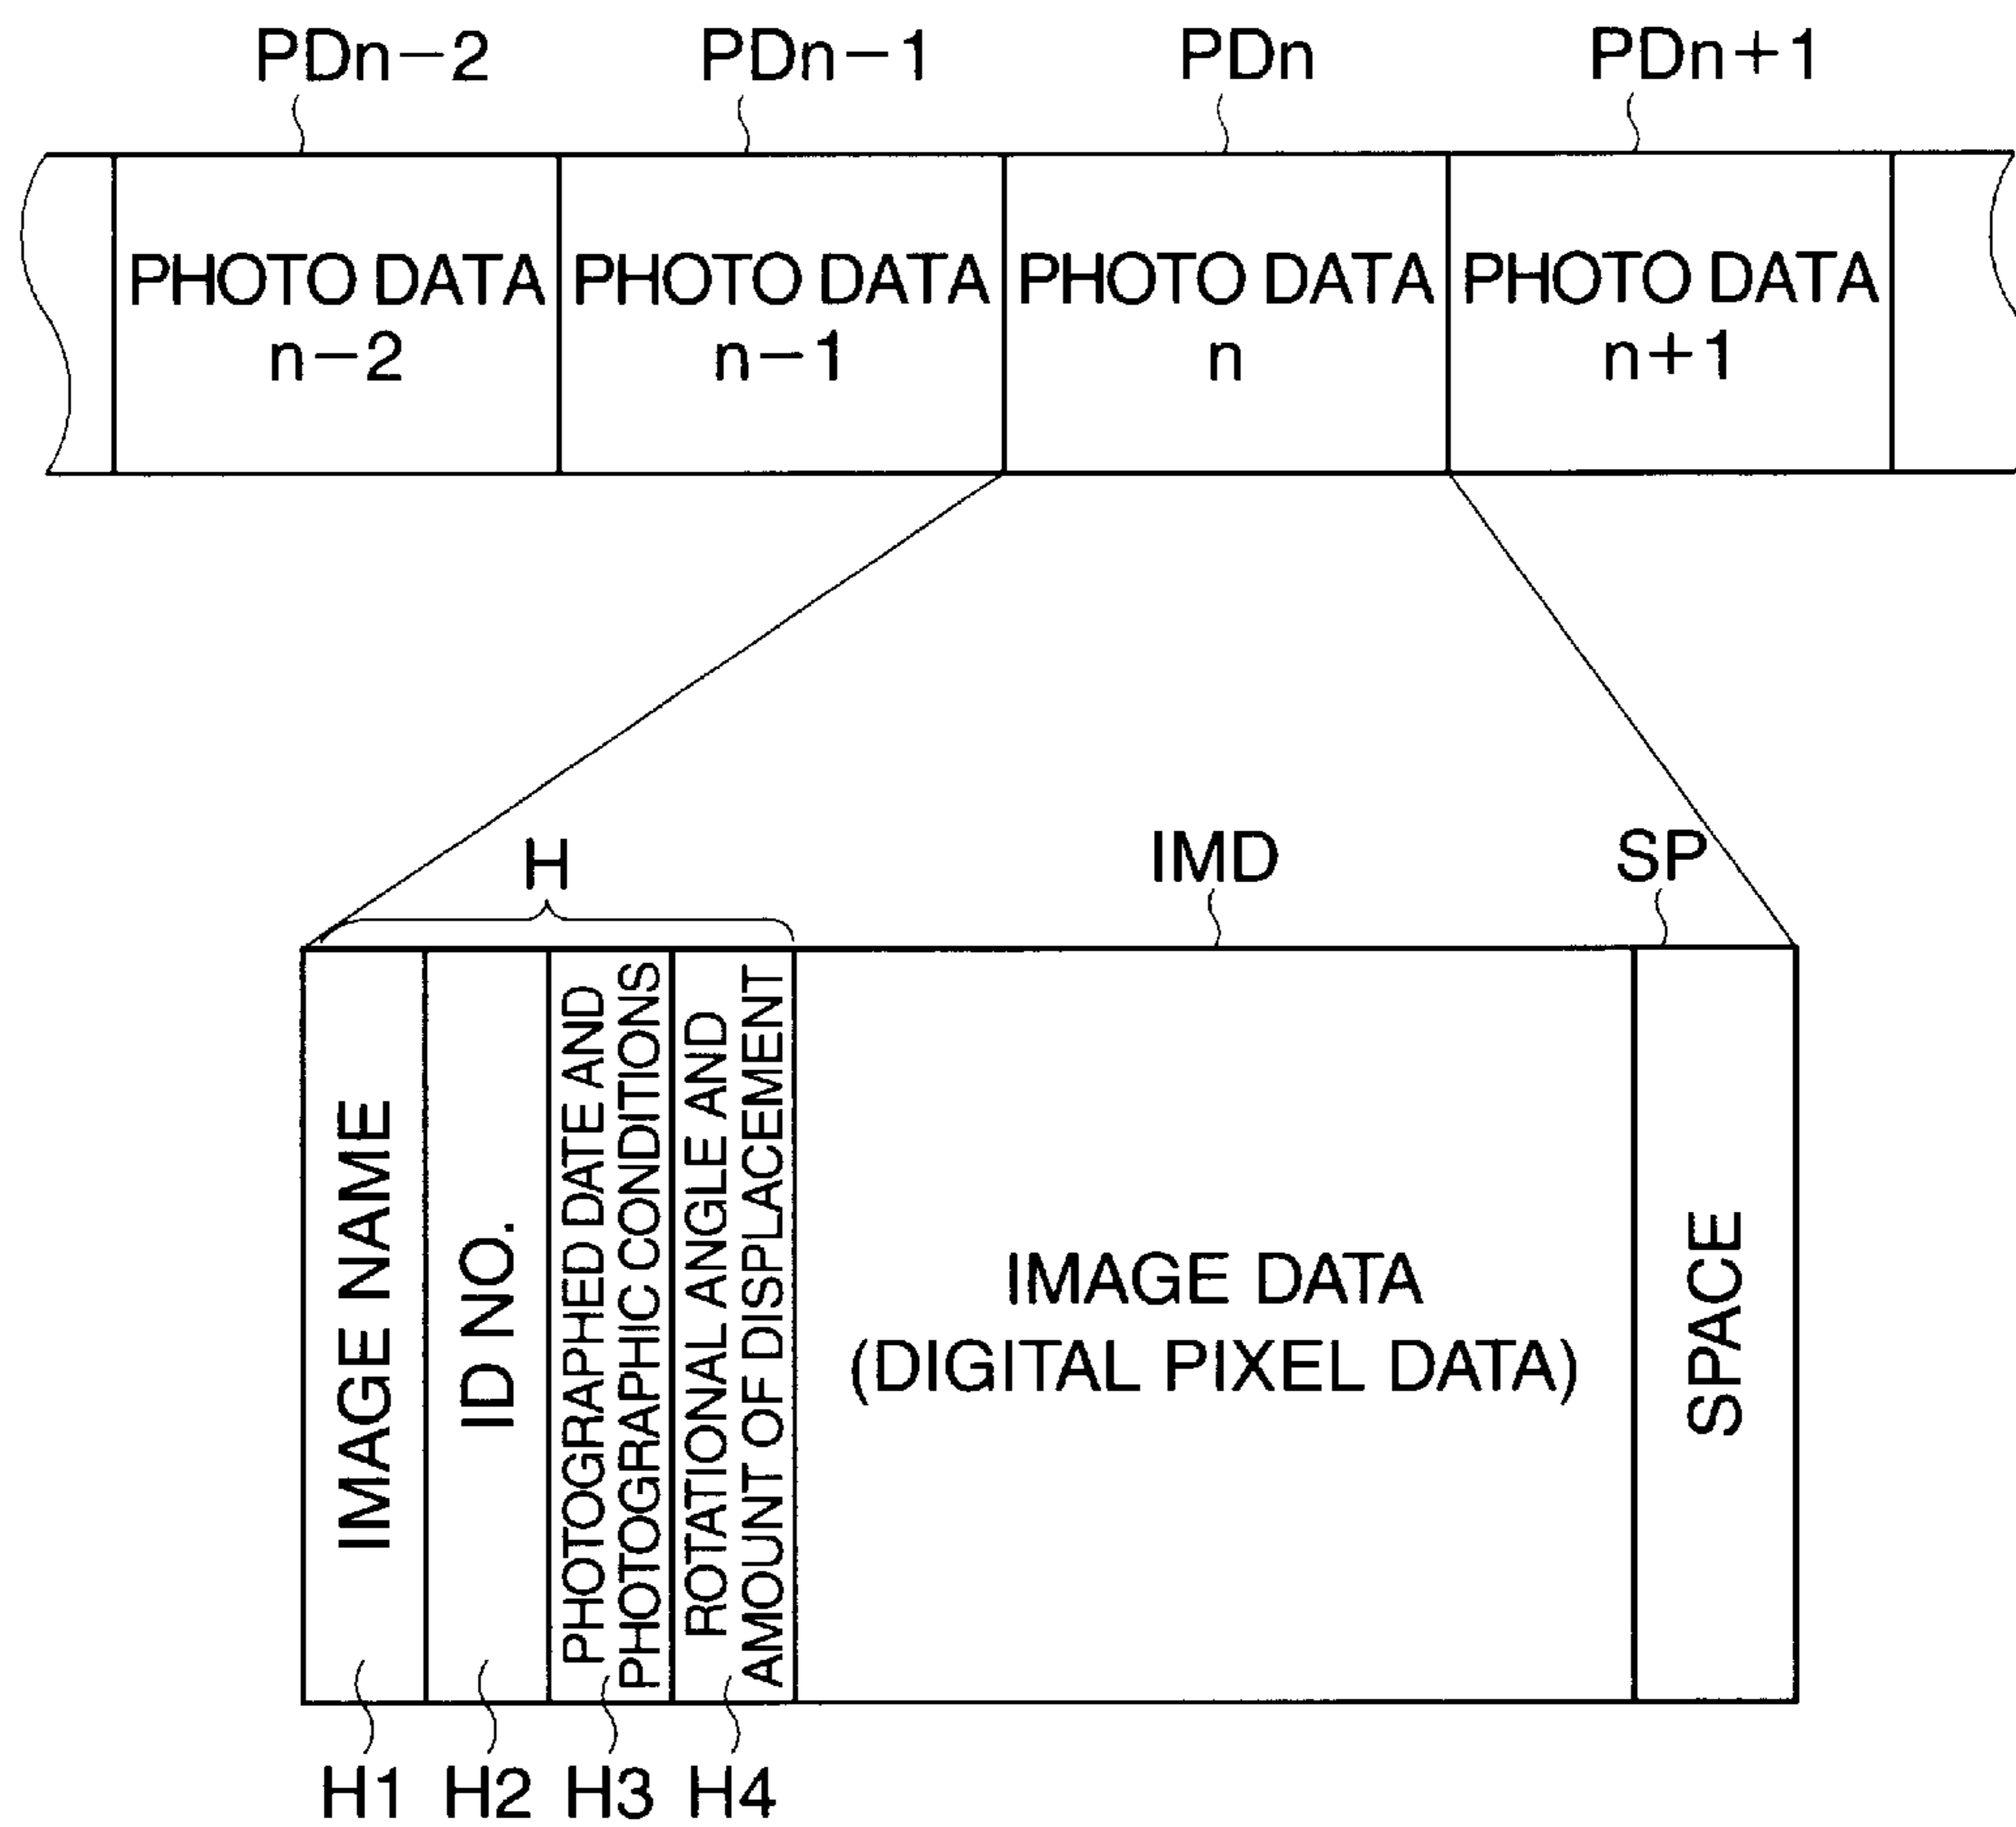 PDn−2 PDn−1 PDn PDn+1
PHOTO DATA PHOTO DATA PHOTO DATA PHOTO DATA
n−2 n−1 n n+1
H IMD SP
IMAGE NAME
ID NO.
PHOTOGRAPHED DATE AND
PHOTOGRAPHIC CONDITIONS
ROTATIONAL ANGLE AND
AMOUNT OF DISPLACEMENT
IMAGE DATA
(DIGITAL PIXEL DATA)
SPACE
H1 H2 H3 H4